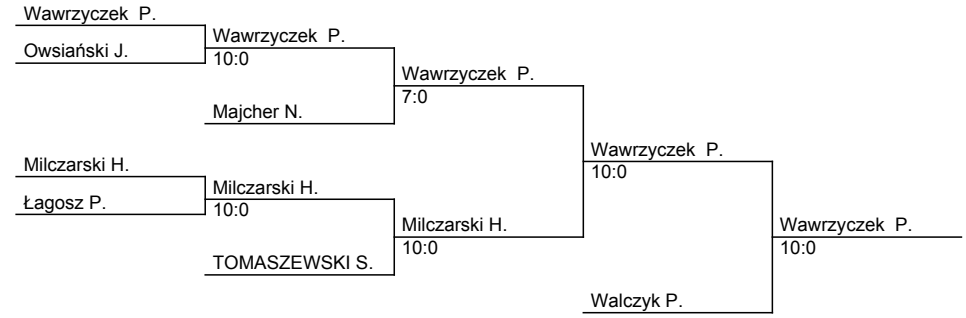 Wawrzyczek  P.
Owsiański J.
Wawrzyczek  P.
10:0
Majcher N.
Wawrzyczek  P.
7:0
Milczarski H.
Łagosz P.
Milczarski H.
10:0
TOMASZEWSKI S.
Milczarski H.
10:0
Wawrzyczek  P.
10:0
Walczyk P.
Wawrzyczek  P.
10:0